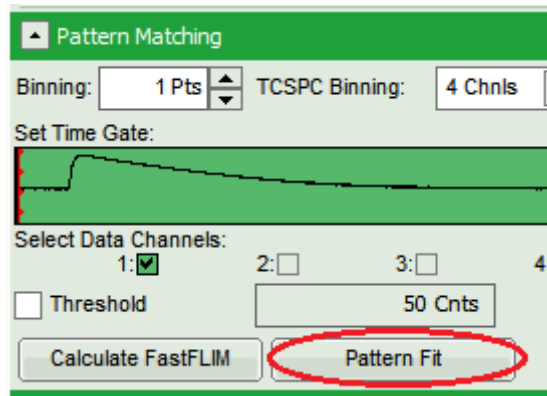 Pattern Matching
Binning: 1 Pts TCSPC Binning: 4 Chnls
Set Time Gate:
Select Data Channels:
1: 2: 3: 4
Threshold 50 Cnts
Calculate FastFLIM Pattern Fit